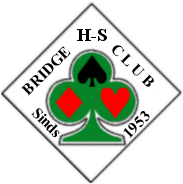 H-S
BRIDGE CLUB
Sinds 1953